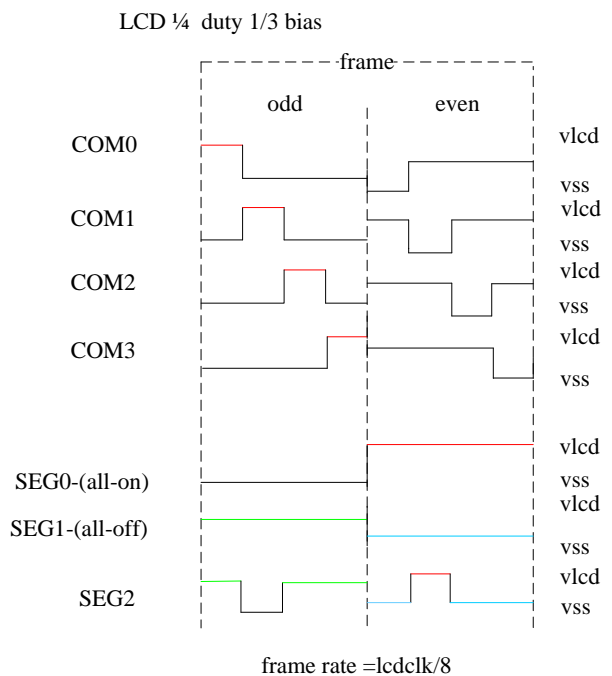 LCD ¼ duty 1/3 bias
frame
odd even
COM0 vlcd
vss
COM1 vlcd
vss
COM2 vlcd
vss
COM3 vlcd
vss
vlcd
SEG0-(all-on) vss
vlcd
SEG1-(all-off)
vss
vlcd
SEG2 vss
frame rate =lcdclk/8